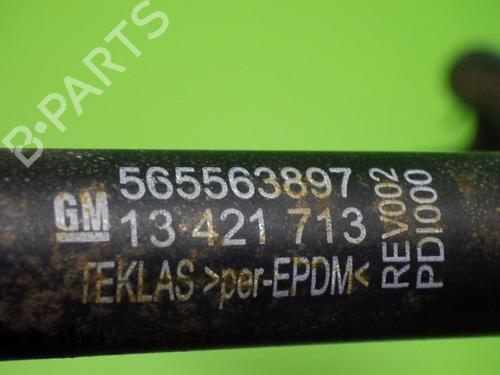 B-PARTS
GM
565563897
13 421 713
TEKLAS >per-EPDM<
REV002
PDI000